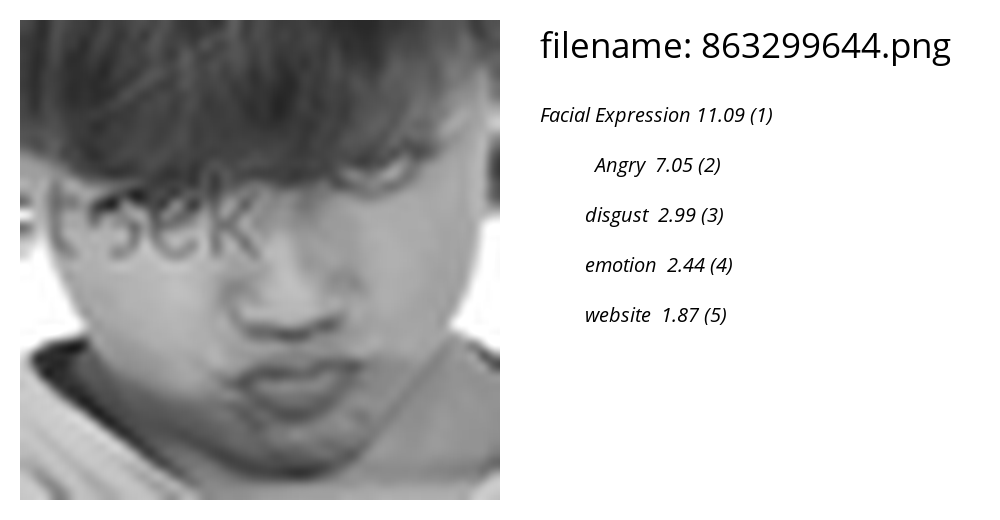 filename: 863299644.png
Facial Expression 11.09 (1)
Angry 7.05 (2)
disgust 2.99 (3)
emotion 2.44 (4)
website 1.87 (5)